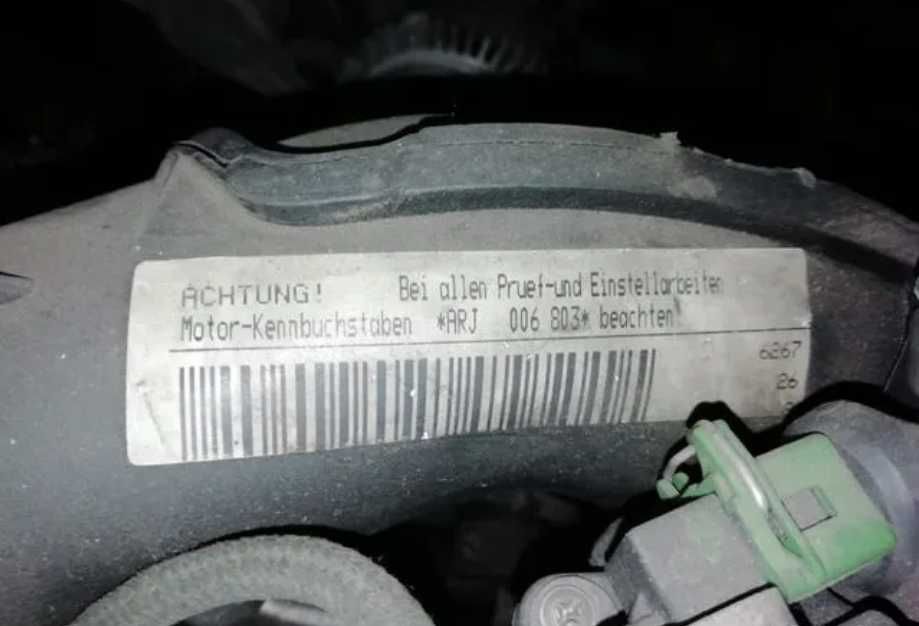 ACHTUNG! Bei allen Pruef-und Einstellarbeiten
Motor-Kennbuchstaben *ARJ 006 803* beachten!
6267
26